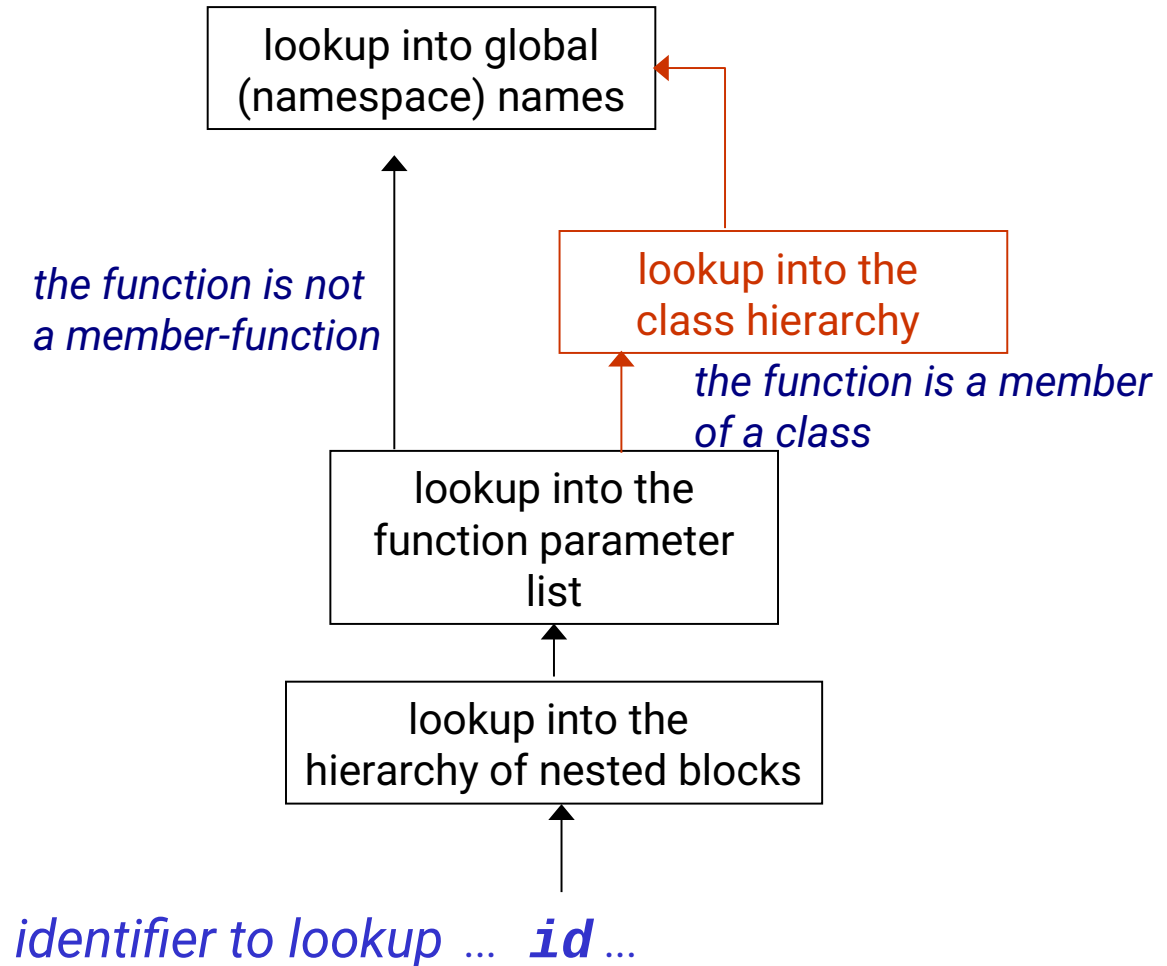 lookup into global
(namespace) names
the function is not
a member-function
lookup into the
class hierarchy
the function is a member
of a class
lookup into the
function parameter
list
lookup into the
hierarchy of nested blocks
identifier to lookup ... id ...